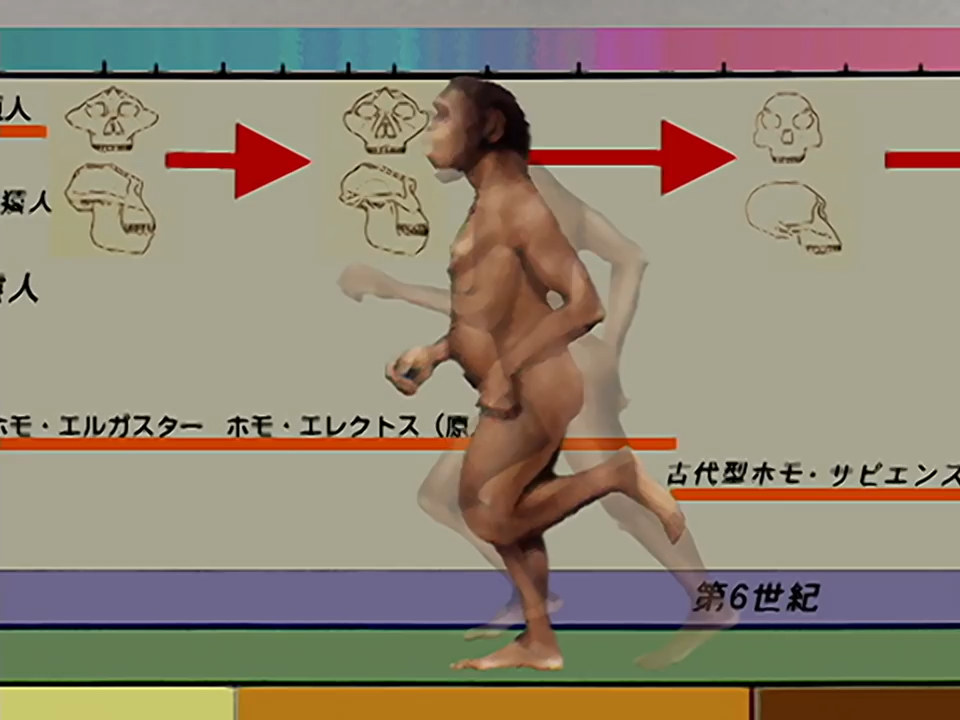 人
猿人
人
ホモ・エルガスター ホモ・エレクトス（原
古代型ホモ・サピエンス
第6世紀